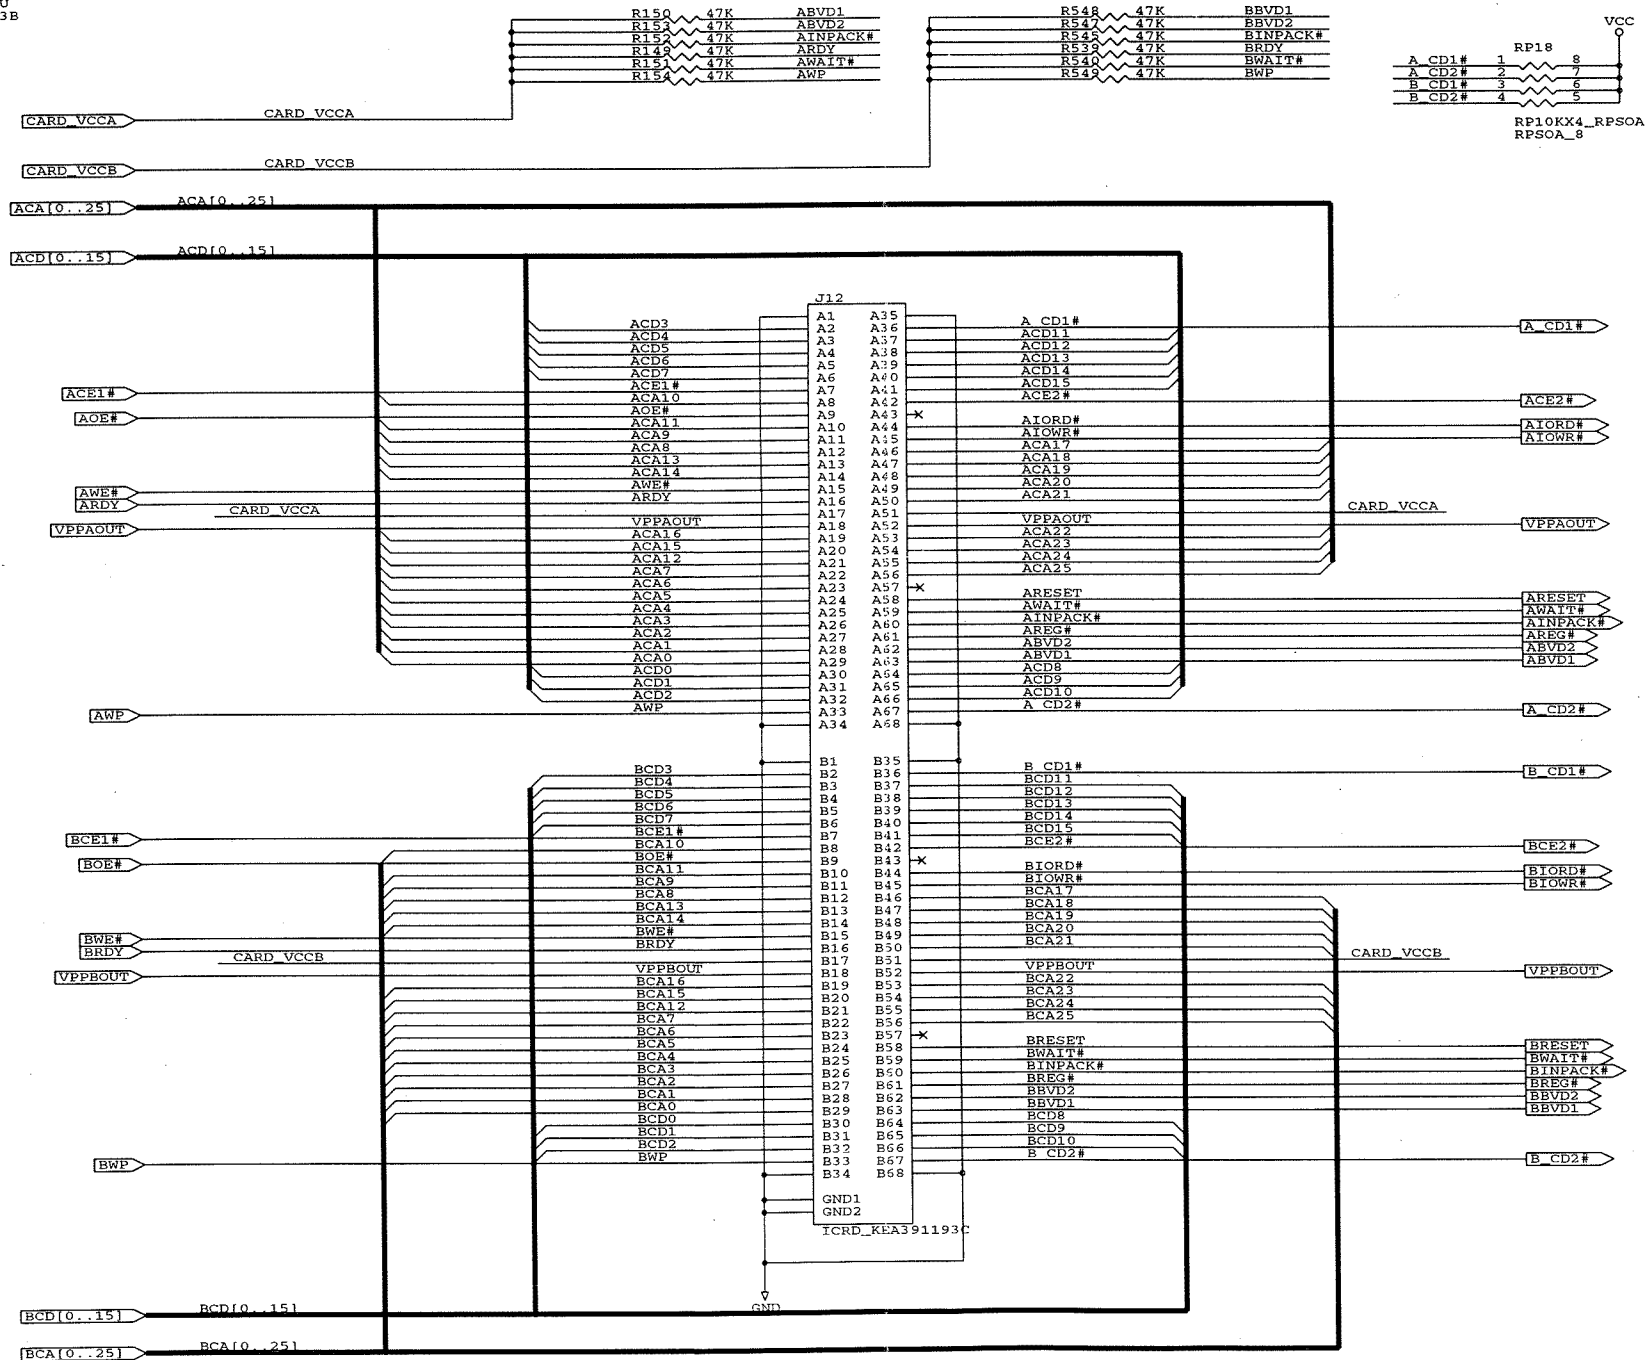 U
3B
R150 47K ABVD1
R153 47K ABVD2
R152 47K AINPACK#
R149 47K ARDY
R151 47K AWAIT#
R154 47K AWP
R548 47K BBVD1
R547 47K BBVD2
R545 47K BINPACK#
R539 47K BRDY
R540 47K BWAIT#
R549 47K BWP
VCC
RP18
A_CD1# 1 8
A_CD2# 2 7
B_CD1# 3 6
B_CD2# 4 5
RP10KX4_RPSOA
RPSOA_8
CARD_VCCA CARD_VCCA
CARD_VCCB CARD_VCCB
ACA[0..25] ACA[0..25]
ACD[0..15] ACD[0..15]
J12
A1 A35
ACD3 A2 A36 A_CD1# A_CD1#
ACD4 A3 A37 ACD11
ACD5 A4 A38 ACD12
ACD6 A5 A39 ACD13
ACD7 A6 A40 ACD14
ACE1# ACE1# A7 A41 ACD15
ACA10 A8 A42 ACE2# ACE2#
AOE# AOE# A9 A43
ACA11 A10 A44 AIORD# AIORD#
ACA9 A11 A45 AIOWR# AIOWR#
ACA8 A12 A46 ACA17
ACA13 A13 A47 ACA18
ACA14 A14 A48 ACA19
AWE# AWE# A15 A49 ACA20
ARDY ARDY A16 A50 ACA21
CARD_VCCA A17 A51 CARD_VCCA
VPPAOUT VPPAOUT A18 A52 VPPAOUT VPPAOUT
ACA16 A19 A53 ACA22
ACA15 A20 A54 ACA23
ACA12 A21 A55 ACA24
ACA7 A22 A56 ACA25
ACA6 A23 A57
ACA5 A24 A58 ARESET ARESET
ACA4 A25 A59 AWAIT# AWAIT#
ACA3 A26 A60 AINPACK# AINPACK#
ACA2 A27 A61 AREG# AREG#
ACA1 A28 A62 ABVD2 ABVD2
ACA0 A29 A63 ABVD1 ABVD1
ACD0 A30 A64 ACD8
ACD1 A31 A65 ACD9
ACD2 A32 A66 ACD10
AWP AWP A33 A67 A_CD2# A_CD2#
A34 A68
B1 B35
BCD3 B2 B36 B_CD1# B_CD1#
BCD4 B3 B37 BCD11
BCD5 B4 B38 BCD12
BCD6 B5 B39 BCD13
BCD7 B6 B40 BCD14
BCE1# BCE1# B7 B41 BCD15
BCA10 B8 B42 BCE2# BCE2#
BOE# BOE# B9 B43
BCA11 B10 B44 BIORD# BIORD#
BCA9 B11 B45 BIOWR# BIOWR#
BCA8 B12 B46 BCA17
BCA13 B13 B47 BCA18
BCA14 B14 B48 BCA19
BWE# BWE# B15 B49 BCA20
BRDY BRDY B16 B50 BCA21
CARD_VCCB B17 B51 CARD_VCCB
VPPBOUT VPPBOUT B18 B52 VPPBOUT VPPBOUT
BCA16 B19 B53 BCA22
BCA15 B20 B54 BCA23
BCA12 B21 B55 BCA24
BCA7 B22 B56 BCA25
BCA6 B23 B57
BCA5 B24 B58 BRESET BRESET
BCA4 B25 B59 BWAIT# BWAIT#
BCA3 B26 B60 BINPACK# BINPACK#
BCA2 B27 B61 BREG# BREG#
BCA1 B28 B62 BBVD2 BBVD2
BCA0 B29 B63 BBVD1 BBVD1
BCD0 B30 B64 BCD8
BCD1 B31 B65 BCD9
BCD2 B32 B66 BCD10
BWP BWP B33 B67 B_CD2# B_CD2#
B34 B68
GND1
GND2
ICRD_KEA391193C
GND
BCD[0..15] BCD[0..15]
BCA[0..25] BCA[0..25]